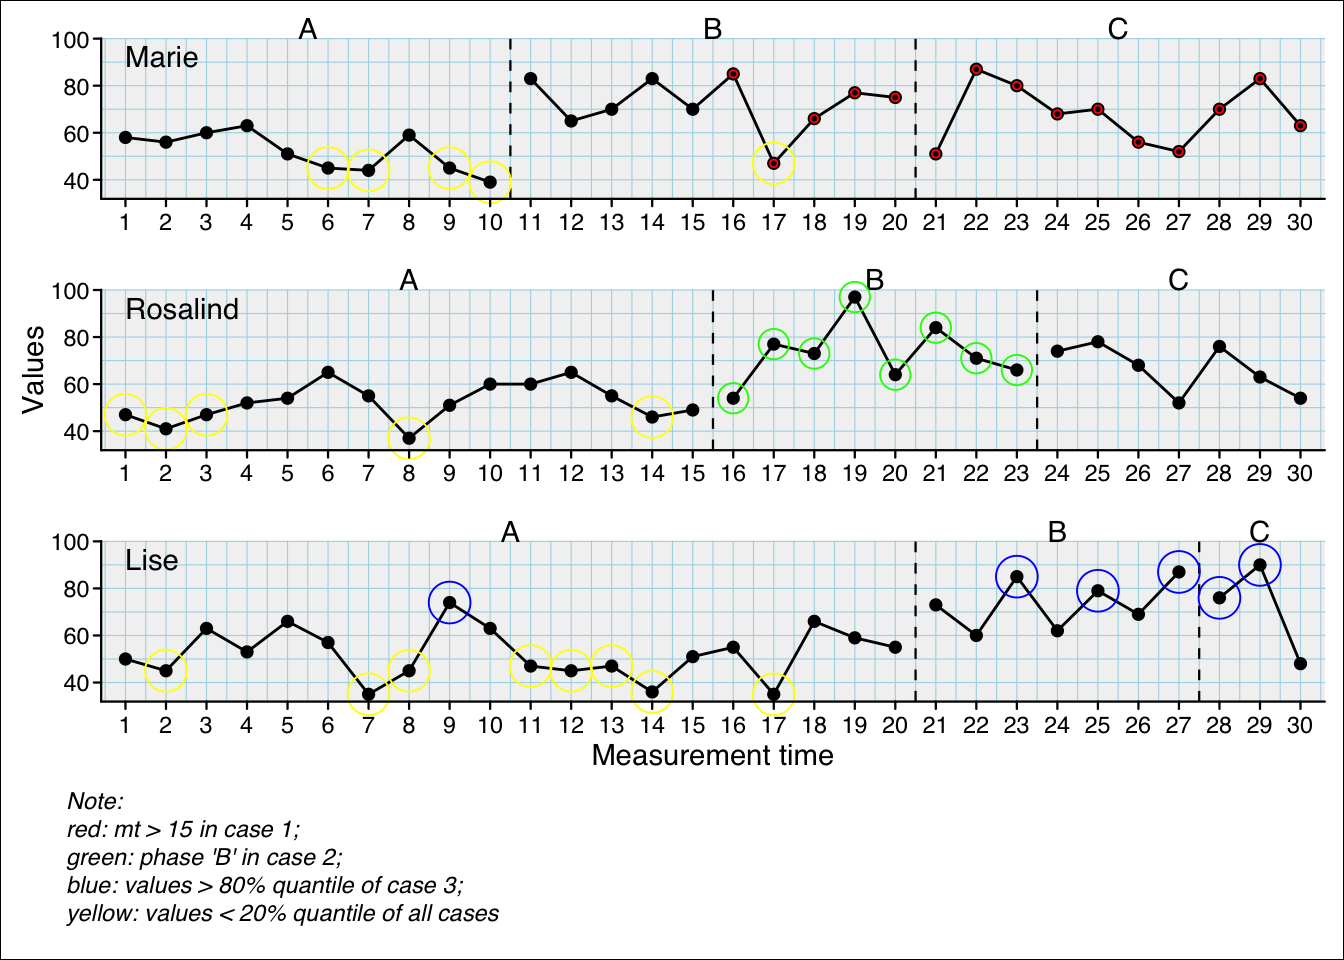 A B C
100
Marie
80
60
40
1 2 3 4 5 6 7 8 9 10 11 12 13 14 15 16 17 18 19 20 21 22 23 24 25 26 27 28 29 30
A B C
100
Rosalind
80
60
40
Values
1 2 3 4 5 6 7 8 9 10 11 12 13 14 15 16 17 18 19 20 21 22 23 24 25 26 27 28 29 30
A B C
100
Lise
80
60
40
1 2 3 4 5 6 7 8 9 10 11 12 13 14 15 16 17 18 19 20 21 22 23 24 25 26 27 28 29 30
Measurement time
Note:
red: mt > 15 in case 1;
green: phase 'B' in case 2;
blue: values > 80% quantile of case 3;
yellow: values < 20% quantile of all cases